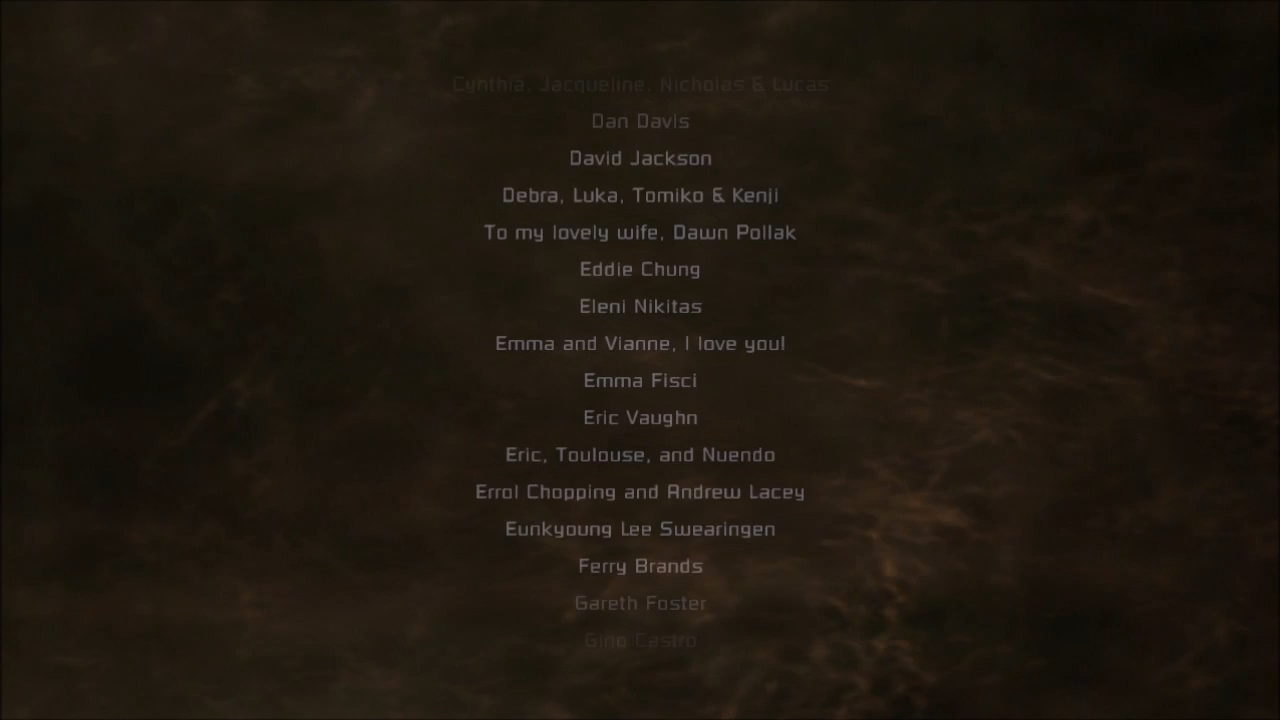 Cynthia, Jacqueline, Nicholas & Lucas
Dan Davis
David Jackson
Debra, Luka, Tomiko & Kenji
To my lovely wife, Dawn Pollak
Eddie Chung
Eleni Nikitas
Emma and Vianne, I love you!
Emma Fisci
Eric Vaughn
Eric, Toulouse, and Nuendo
Errol Chopping and Andrew Lacey
Eunkyoung Lee Swearingen
Ferry Brands
Gareth Foster
Gino Castro